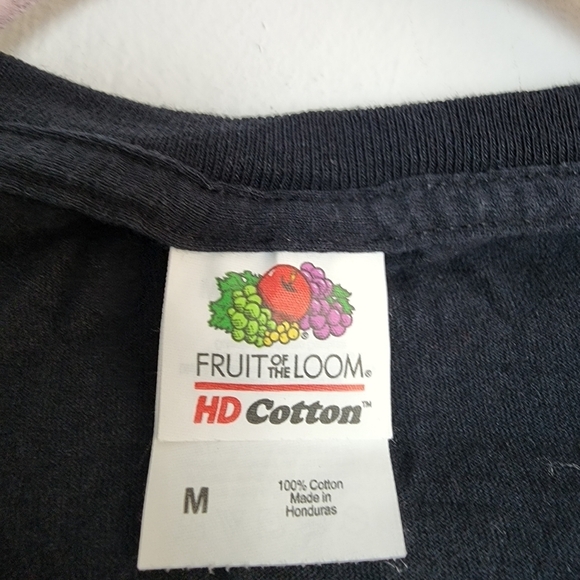 FRUIT OF THE LOOM®
HD Cotton™
M
100% Cotton
Made in
Honduras